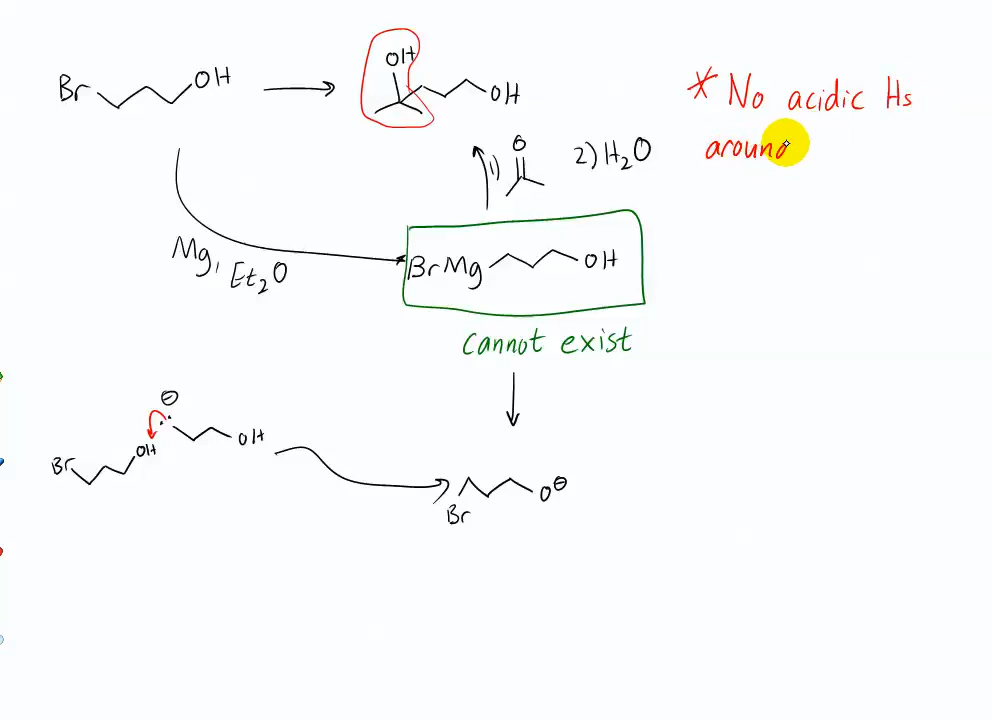 Br OH
OH
OH
* No acidic Hs
around
1) O
2) H₂O
Mg, Et₂O
BrMg OH
cannot exist
⊖
Br OH
OH
Br O⊖